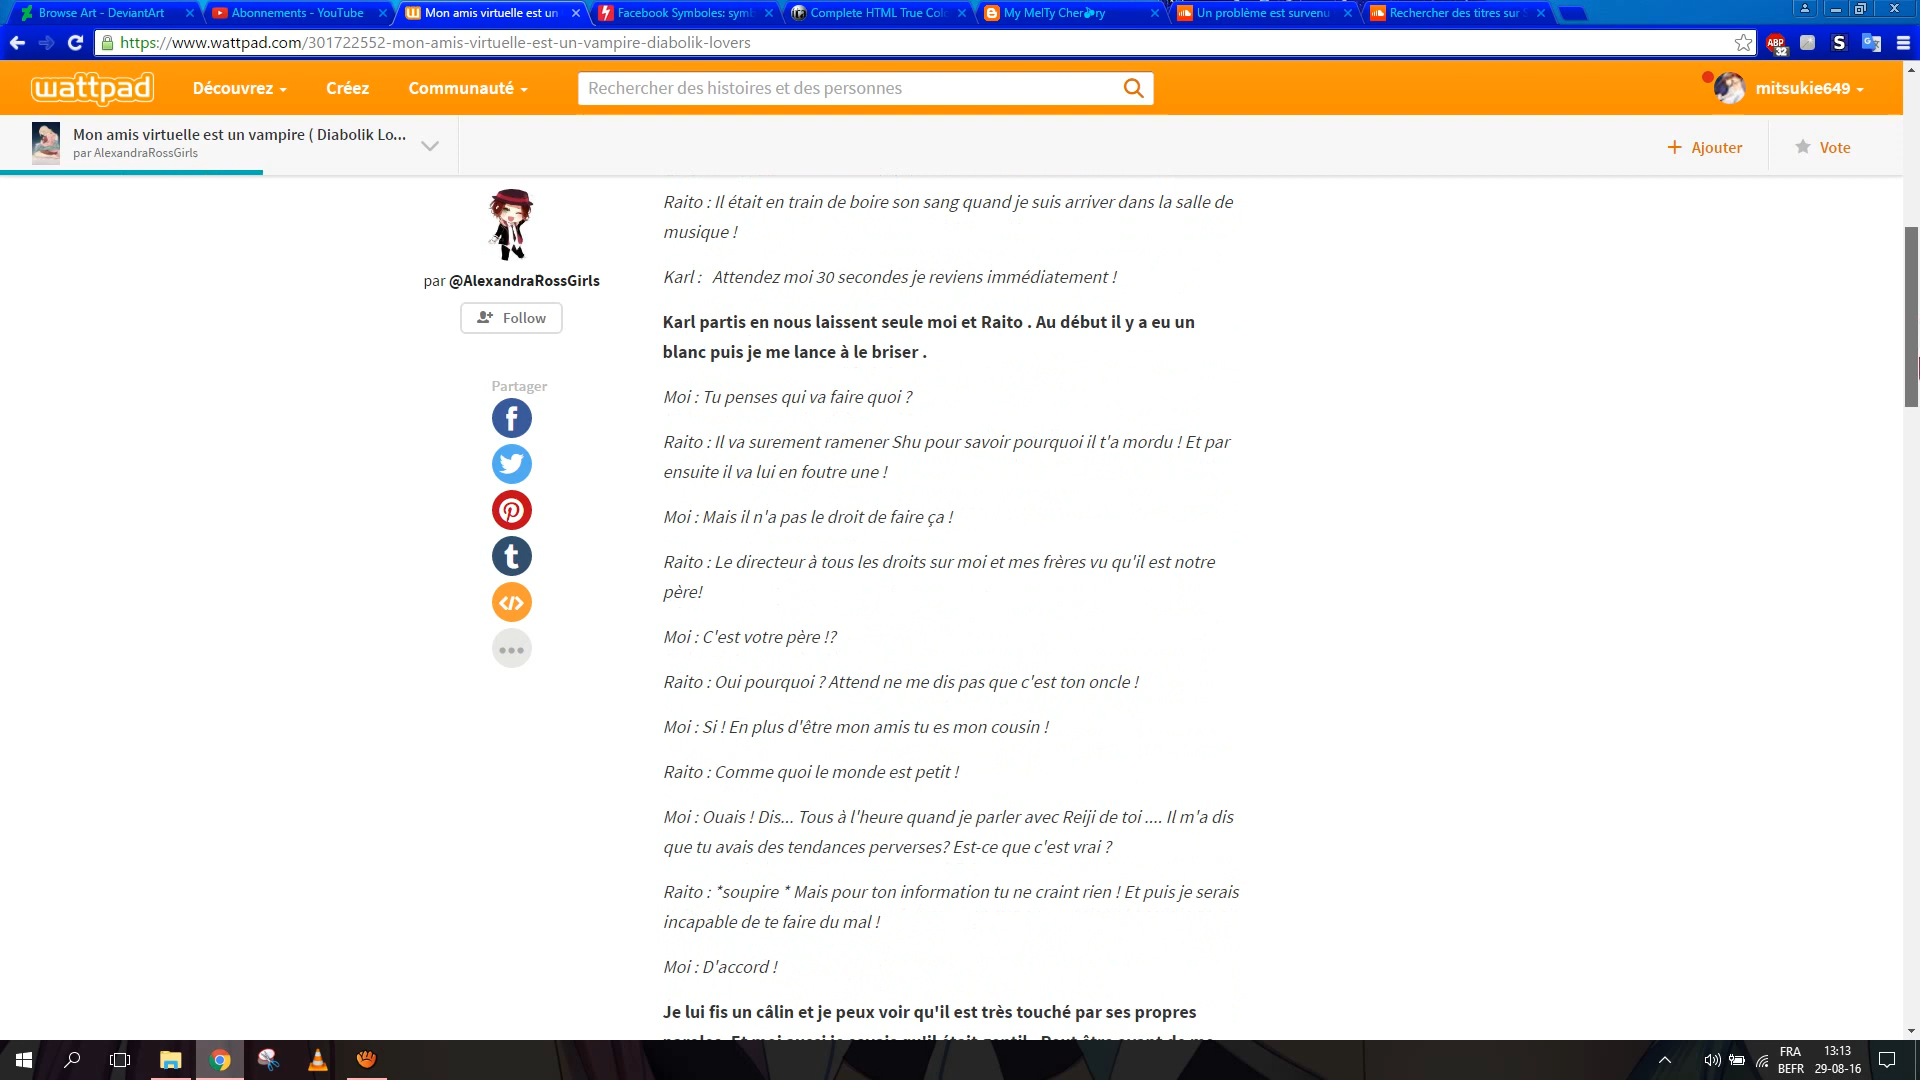 Browse Art - DeviantArt
Abonnements - YouTube
Mon amis virtuelle est un
Facebook Symboles: sym
Complete HTML True Col
My MelTy Cher
ry
Un problème est survenu
Rechercher des titres sur S
https://www.wattpad.com/301722552-mon-amis-virtuelle-est-un-vampire-diabolik-lovers
ABP
32
S
wattpad
Découvrez
Créez
Communauté
Rechercher des histoires et des personnes
mitsukie649
Mon amis virtuelle est un vampire ( Diabolik Lo...
par AlexandraRossGirls
+ Ajouter
Vote
par @AlexandraRossGirls
Follow
Partager
Raito : Il était en train de boire son sang quand je suis arriver dans la salle de
musique !
Karl : Attendez moi 30 secondes je reviens immédiatement !
Karl partis en nous laissent seule moi et Raito . Au début il y a eu un
blanc puis je me lance à le briser .
Moi : Tu penses qui va faire quoi ?
Raito : Il va surement ramener Shu pour savoir pourquoi il t'a mordu ! Et par
ensuite il va lui en foutre une !
Moi : Mais il n'a pas le droit de faire ça !
Raito : Le directeur à tous les droits sur moi et mes frères vu qu'il est notre
père!
Moi : C'est votre père !?
Raito : Oui pourquoi ? Attend ne me dis pas que c'est ton oncle !
Moi : Si ! En plus d'être mon amis tu es mon cousin !
Raito : Comme quoi le monde est petit !
Moi : Ouais ! Dis... Tous à l'heure quand je parler avec Reiji de toi .... Il m'a dis
que tu avais des tendances perverses? Est-ce que c'est vrai ?
Raito : *soupire * Mais pour ton information tu ne craint rien ! Et puis je serais
incapable de te faire du mal !
Moi : D'accord !
Je lui fis un câlin et je peux voir qu'il est très touché par ses propres
FRA
BEFR
13:13
29-08-16